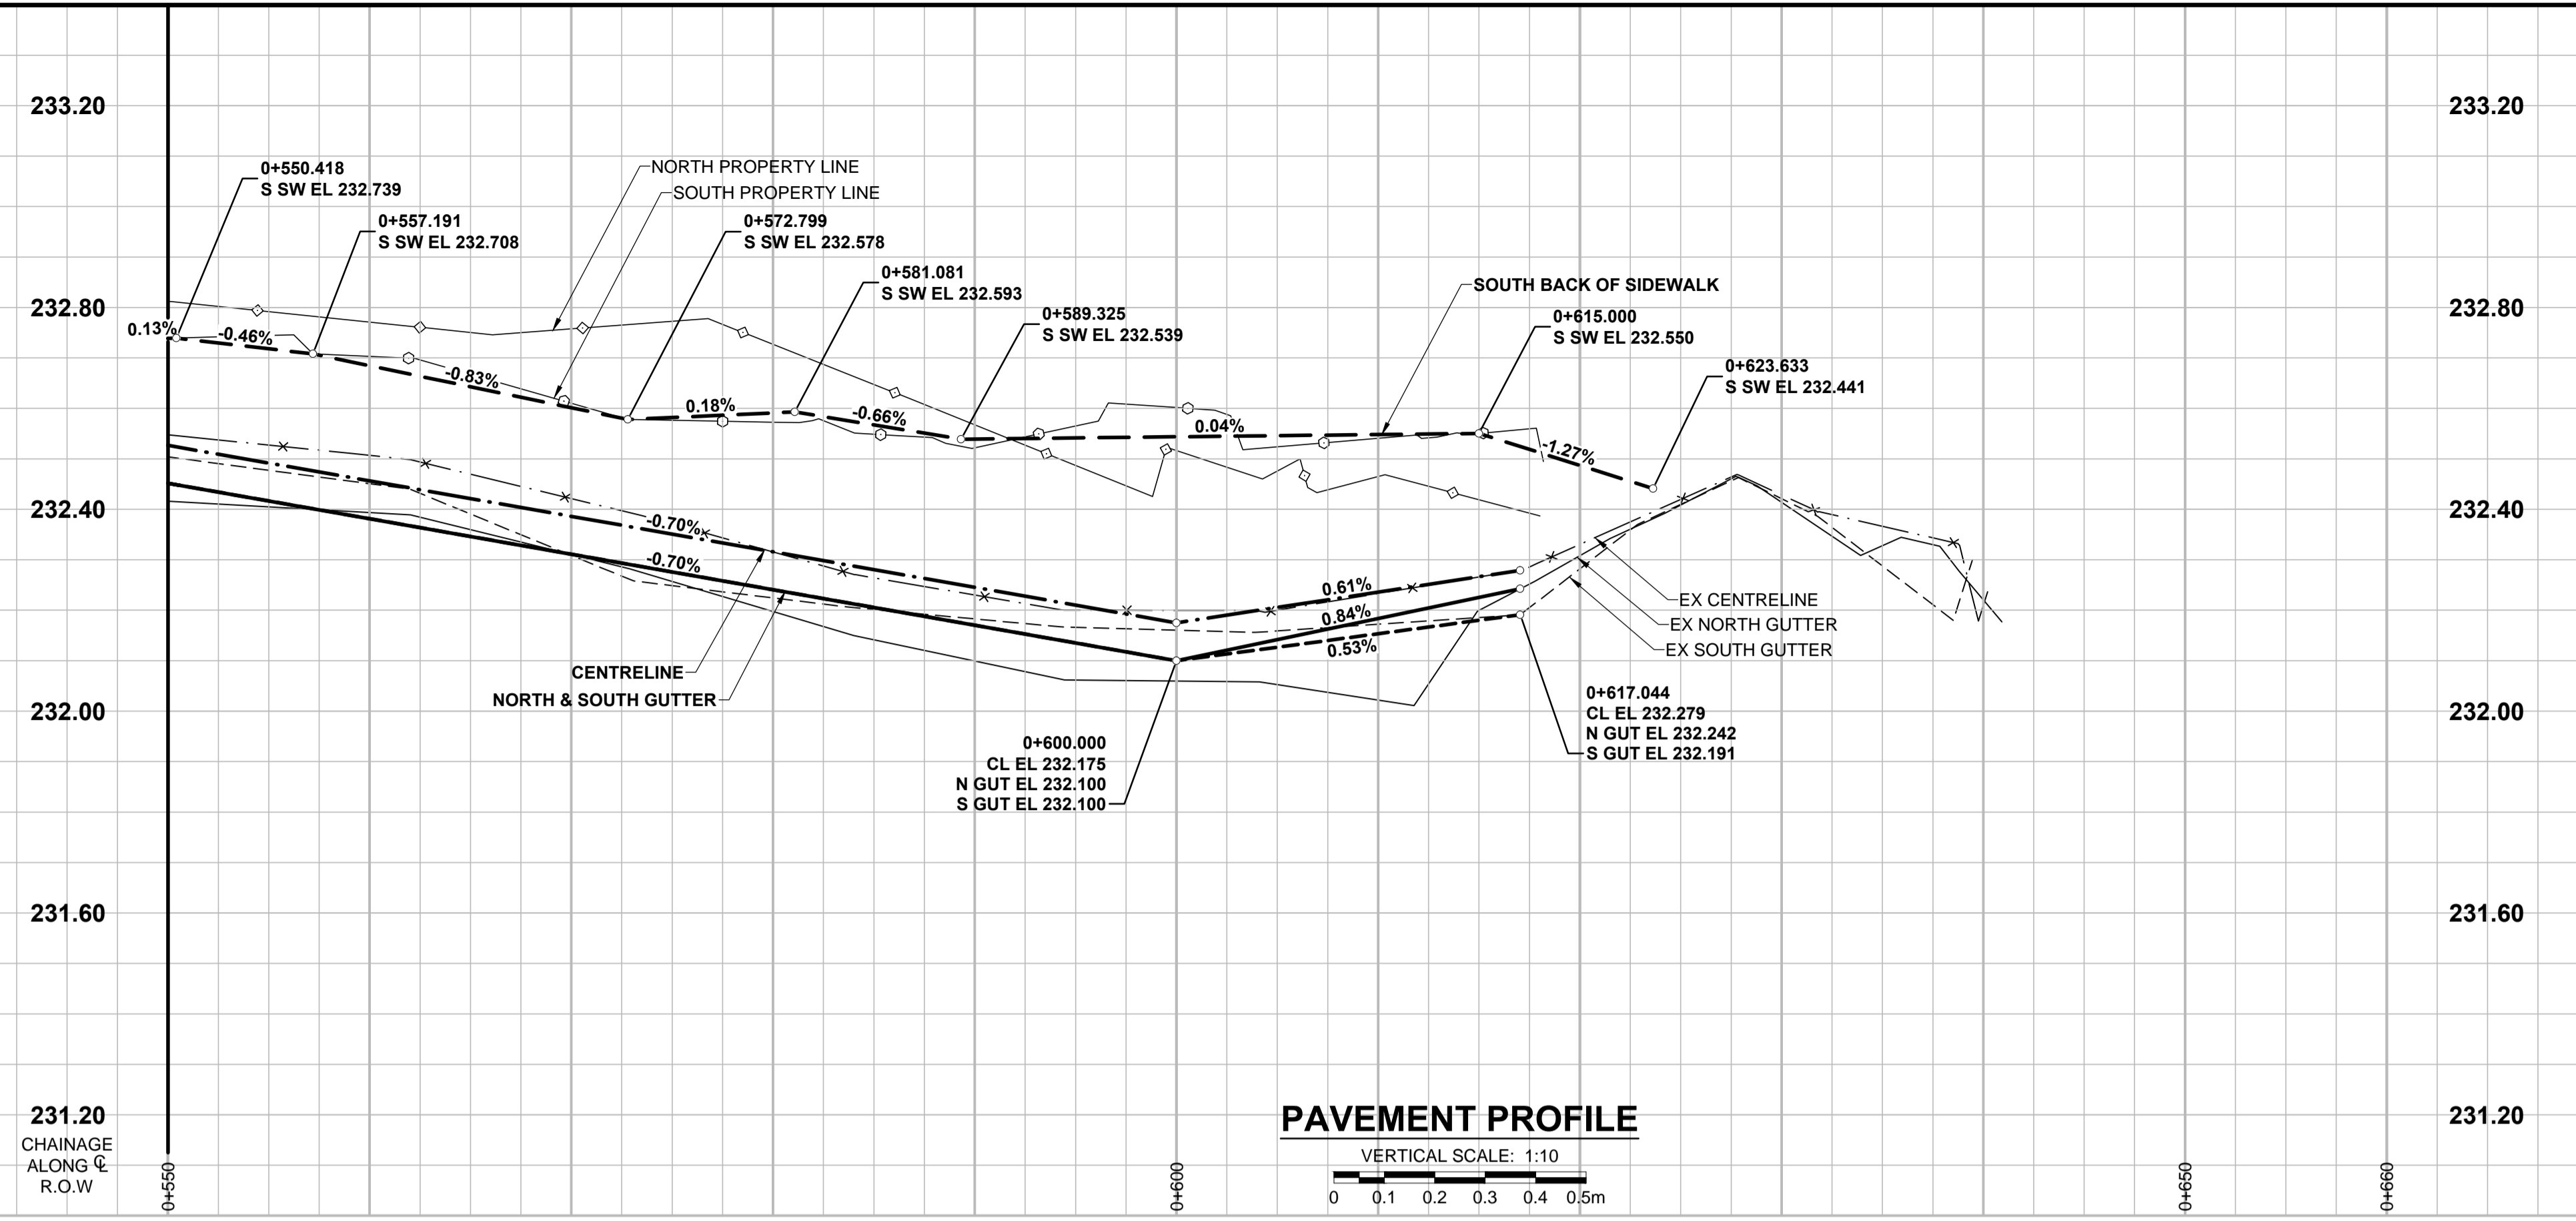 233.20
233.20
0+550.418
S SW EL 232.739
NORTH PROPERTY LINE
SOUTH PROPERTY LINE
0+557.191
S SW EL 232.708
0+572.799
S SW EL 232.578
0+581.081
S SW EL 232.593
SOUTH BACK OF SIDEWALK
232.80
232.80
0+589.325
S SW EL 232.539
0+615.000
S SW EL 232.550
0+623.633
S SW EL 232.441
0.13%
-0.46%
-0.83%
0.18%
-0.66%
0.04%
-1.27%
232.40
232.40
-0.70%
-0.70%
0.61%
0.84%
0.53%
EX CENTRELINE
EX NORTH GUTTER
EX SOUTH GUTTER
CENTRELINE
NORTH & SOUTH GUTTER
232.00
232.00
0+617.044
CL EL 232.279
N GUT EL 232.242
S GUT EL 232.191
0+600.000
CL EL 232.175
N GUT EL 232.100
S GUT EL 232.100
231.60
231.60
231.20
231.20
PAVEMENT PROFILE
VERTICAL SCALE: 1:10
0 0.1 0.2 0.3 0.4 0.5m
CHAINAGE
ALONG ℄
R.O.W
0+550
0+600
0+650
0+660